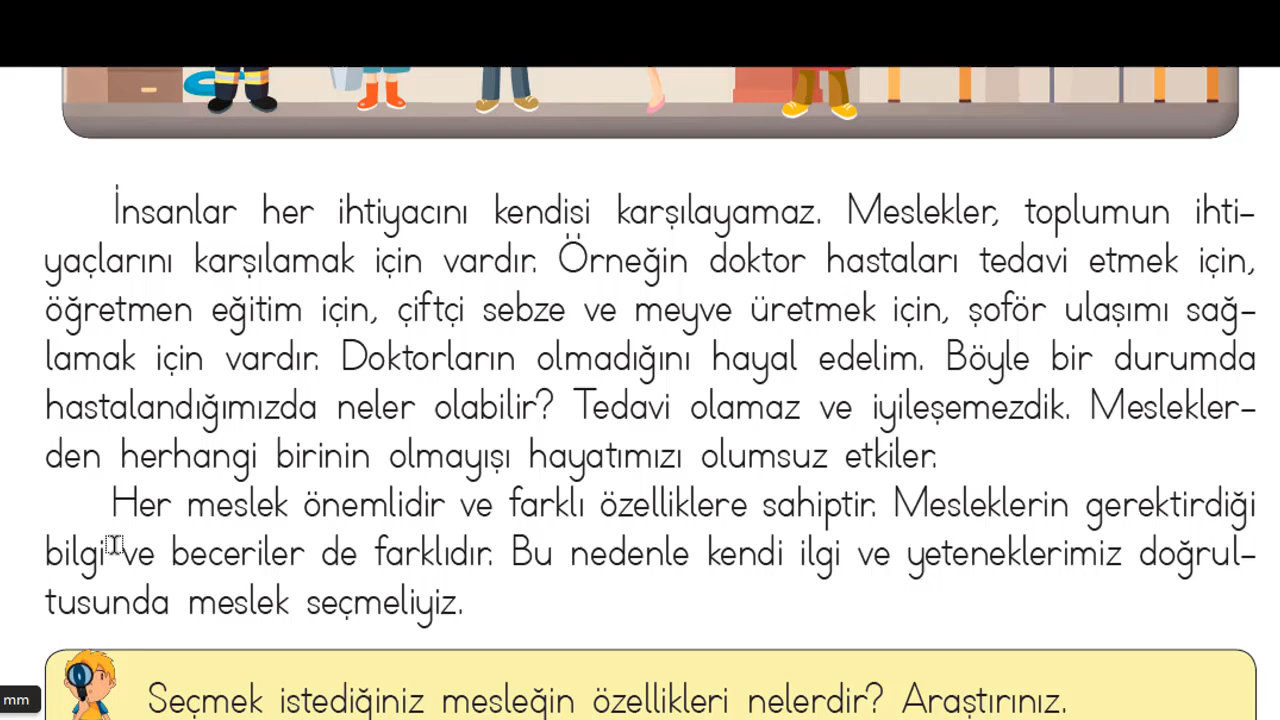 İnsanlar her ihtiyacını kendisi karşılayamaz. Meslekler, toplumun ihti-
yaçlarını karşılamak için vardır. Örneğin doktor hastaları tedavi etmek için,
öğretmen eğitim için, çiftçi sebze ve meyve üretmek için, şoför ulaşımı sağ-
lamak için vardır. Doktorların olmadığını hayal edelim. Böyle bir durumda
hastalandığımızda neler olabilir? Tedavi olamaz ve iyileşemezdik. Meslekler-
den herhangi birinin olmayışı hayatımızı olumsuz etkiler.
Her meslek önemlidir ve farklı özelliklere sahiptir. Mesleklerin gerektirdiği
bilgi ve beceriler de farklıdır. Bu nedenle kendi ilgi ve yeteneklerimiz doğrul-
tusunda meslek seçmeliyiz.
mm
Seçmek istediğiniz mesleğin özellikleri nelerdir? Araştırınız.